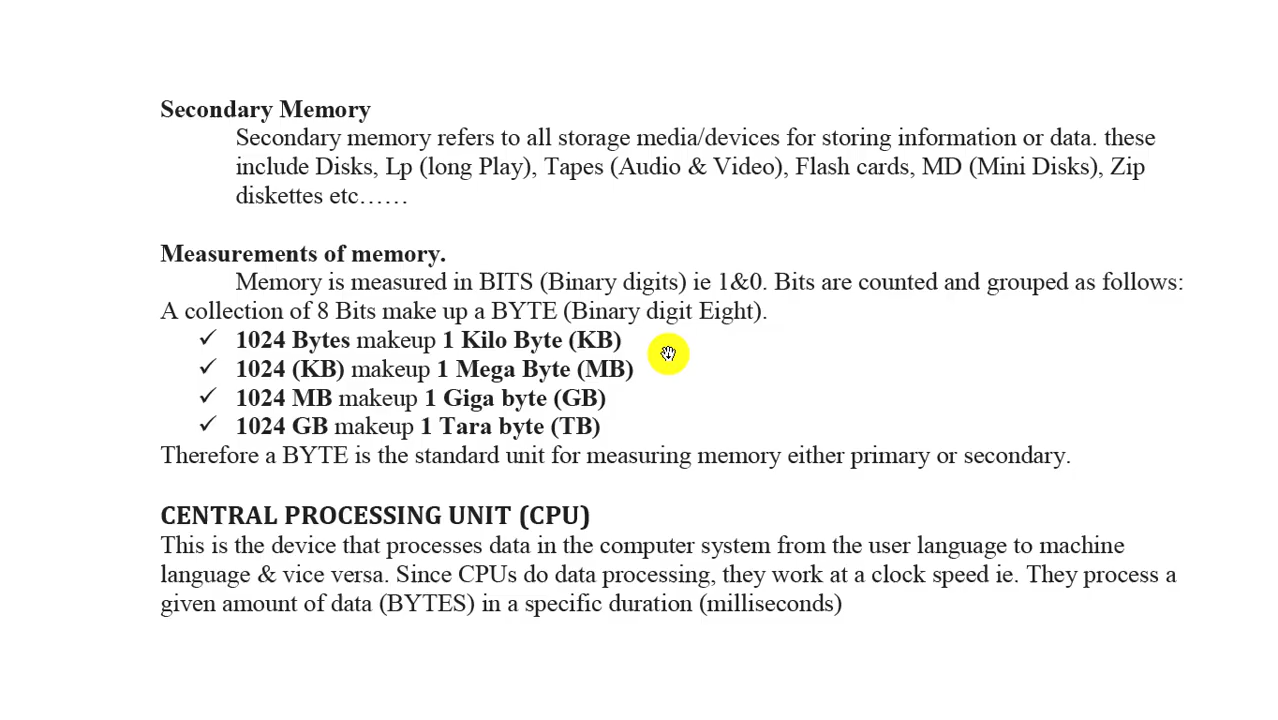 Secondary Memory
Secondary memory refers to all storage media/devices for storing information or data. these
include Disks, Lp (long Play), Tapes (Audio & Video), Flash cards, MD (Mini Disks), Zip
diskettes etc……
Measurements of memory.
Memory is measured in BITS (Binary digits) ie 1&0. Bits are counted and grouped as follows:
A collection of 8 Bits make up a BYTE (Binary digit Eight).
✓ 1024 Bytes makeup 1 Kilo Byte (KB)
✓ 1024 (KB) makeup 1 Mega Byte (MB)
✓ 1024 MB makeup 1 Giga byte (GB)
✓ 1024 GB makeup 1 Tara byte (TB)
Therefore a BYTE is the standard unit for measuring memory either primary or secondary.
CENTRAL PROCESSING UNIT (CPU)
This is the device that processes data in the computer system from the user language to machine
language & vice versa. Since CPUs do data processing, they work at a clock speed ie. They process a
given amount of data (BYTES) in a specific duration (milliseconds)